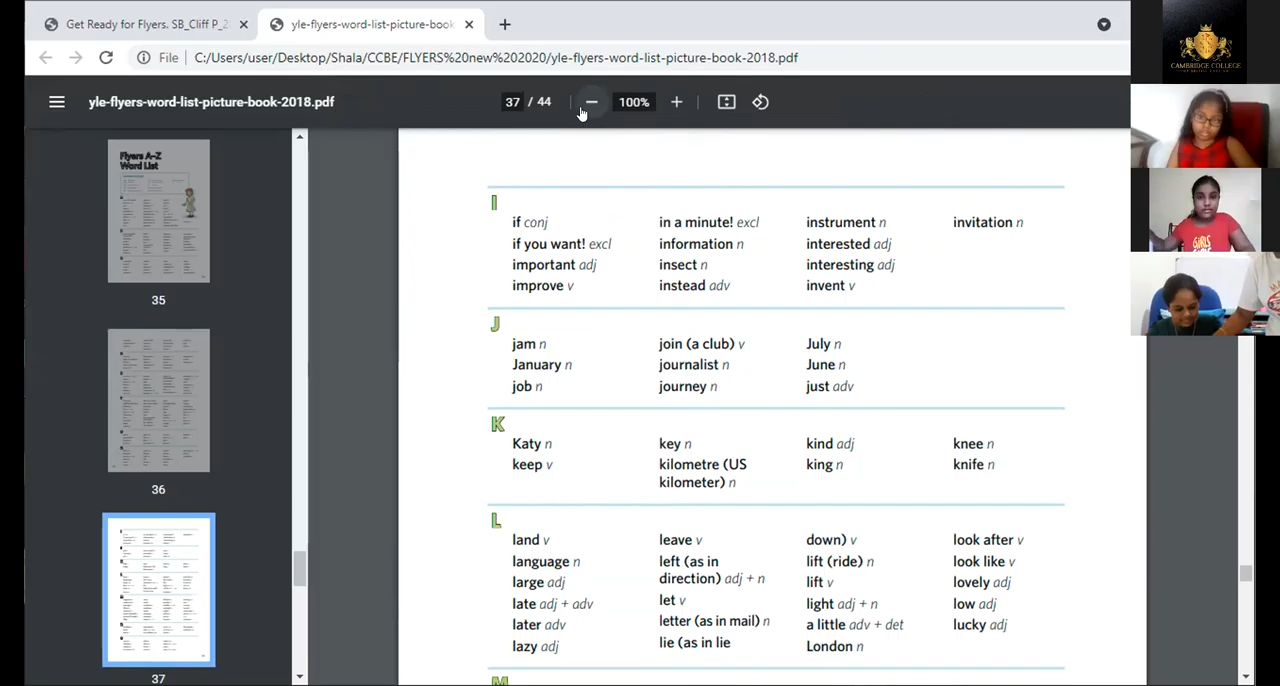 Get Ready for Flyers. SB_Cliff P_2
yle-flyers-word-list-picture-book
File
C:/Users/user/Desktop/Shala/CCBE/FLYERS%20new%202020/yle-flyers-word-list-picture-book-2018.pdf
yle-flyers-word-list-picture-book-2018.pdf
37 / 44
100%
CAMBRIDGE COLLEGE
Flyers A-Z
Word List
35
36
37
I
if conj
if you want! excl
important adj
improve v
in a minute! excl
information n
insect n
instead adv
instrument n
interested adj
interesting adj
invent v
invitation n
J
jam n
January n
job n
join (a club) v
journalist n
journey n
July n
June n
just adv
K
Katy n
keep v
key n
kilometre (US
kilometer) n
kind adj
king n
knee n
knife n
L
land v
language n
large adj
late adj + adv
later adv
lazy adj
leave v
left (as in
direction) adj + n
let v
letter (as in mail) n
lie (as in lie
down) v
lift (ride) n
lift v
light adj + n
a little adv + det
London n
look after v
look like v
lovely adj
low adj
lucky adj
M